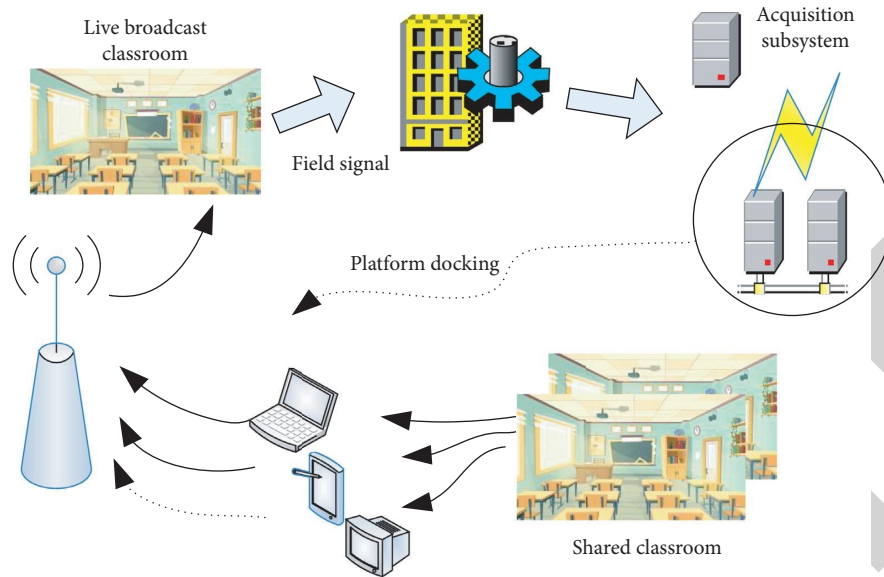 Live broadcast
classroom
Acquisition
subsystem
Field signal
Platform docking
Shared classroom